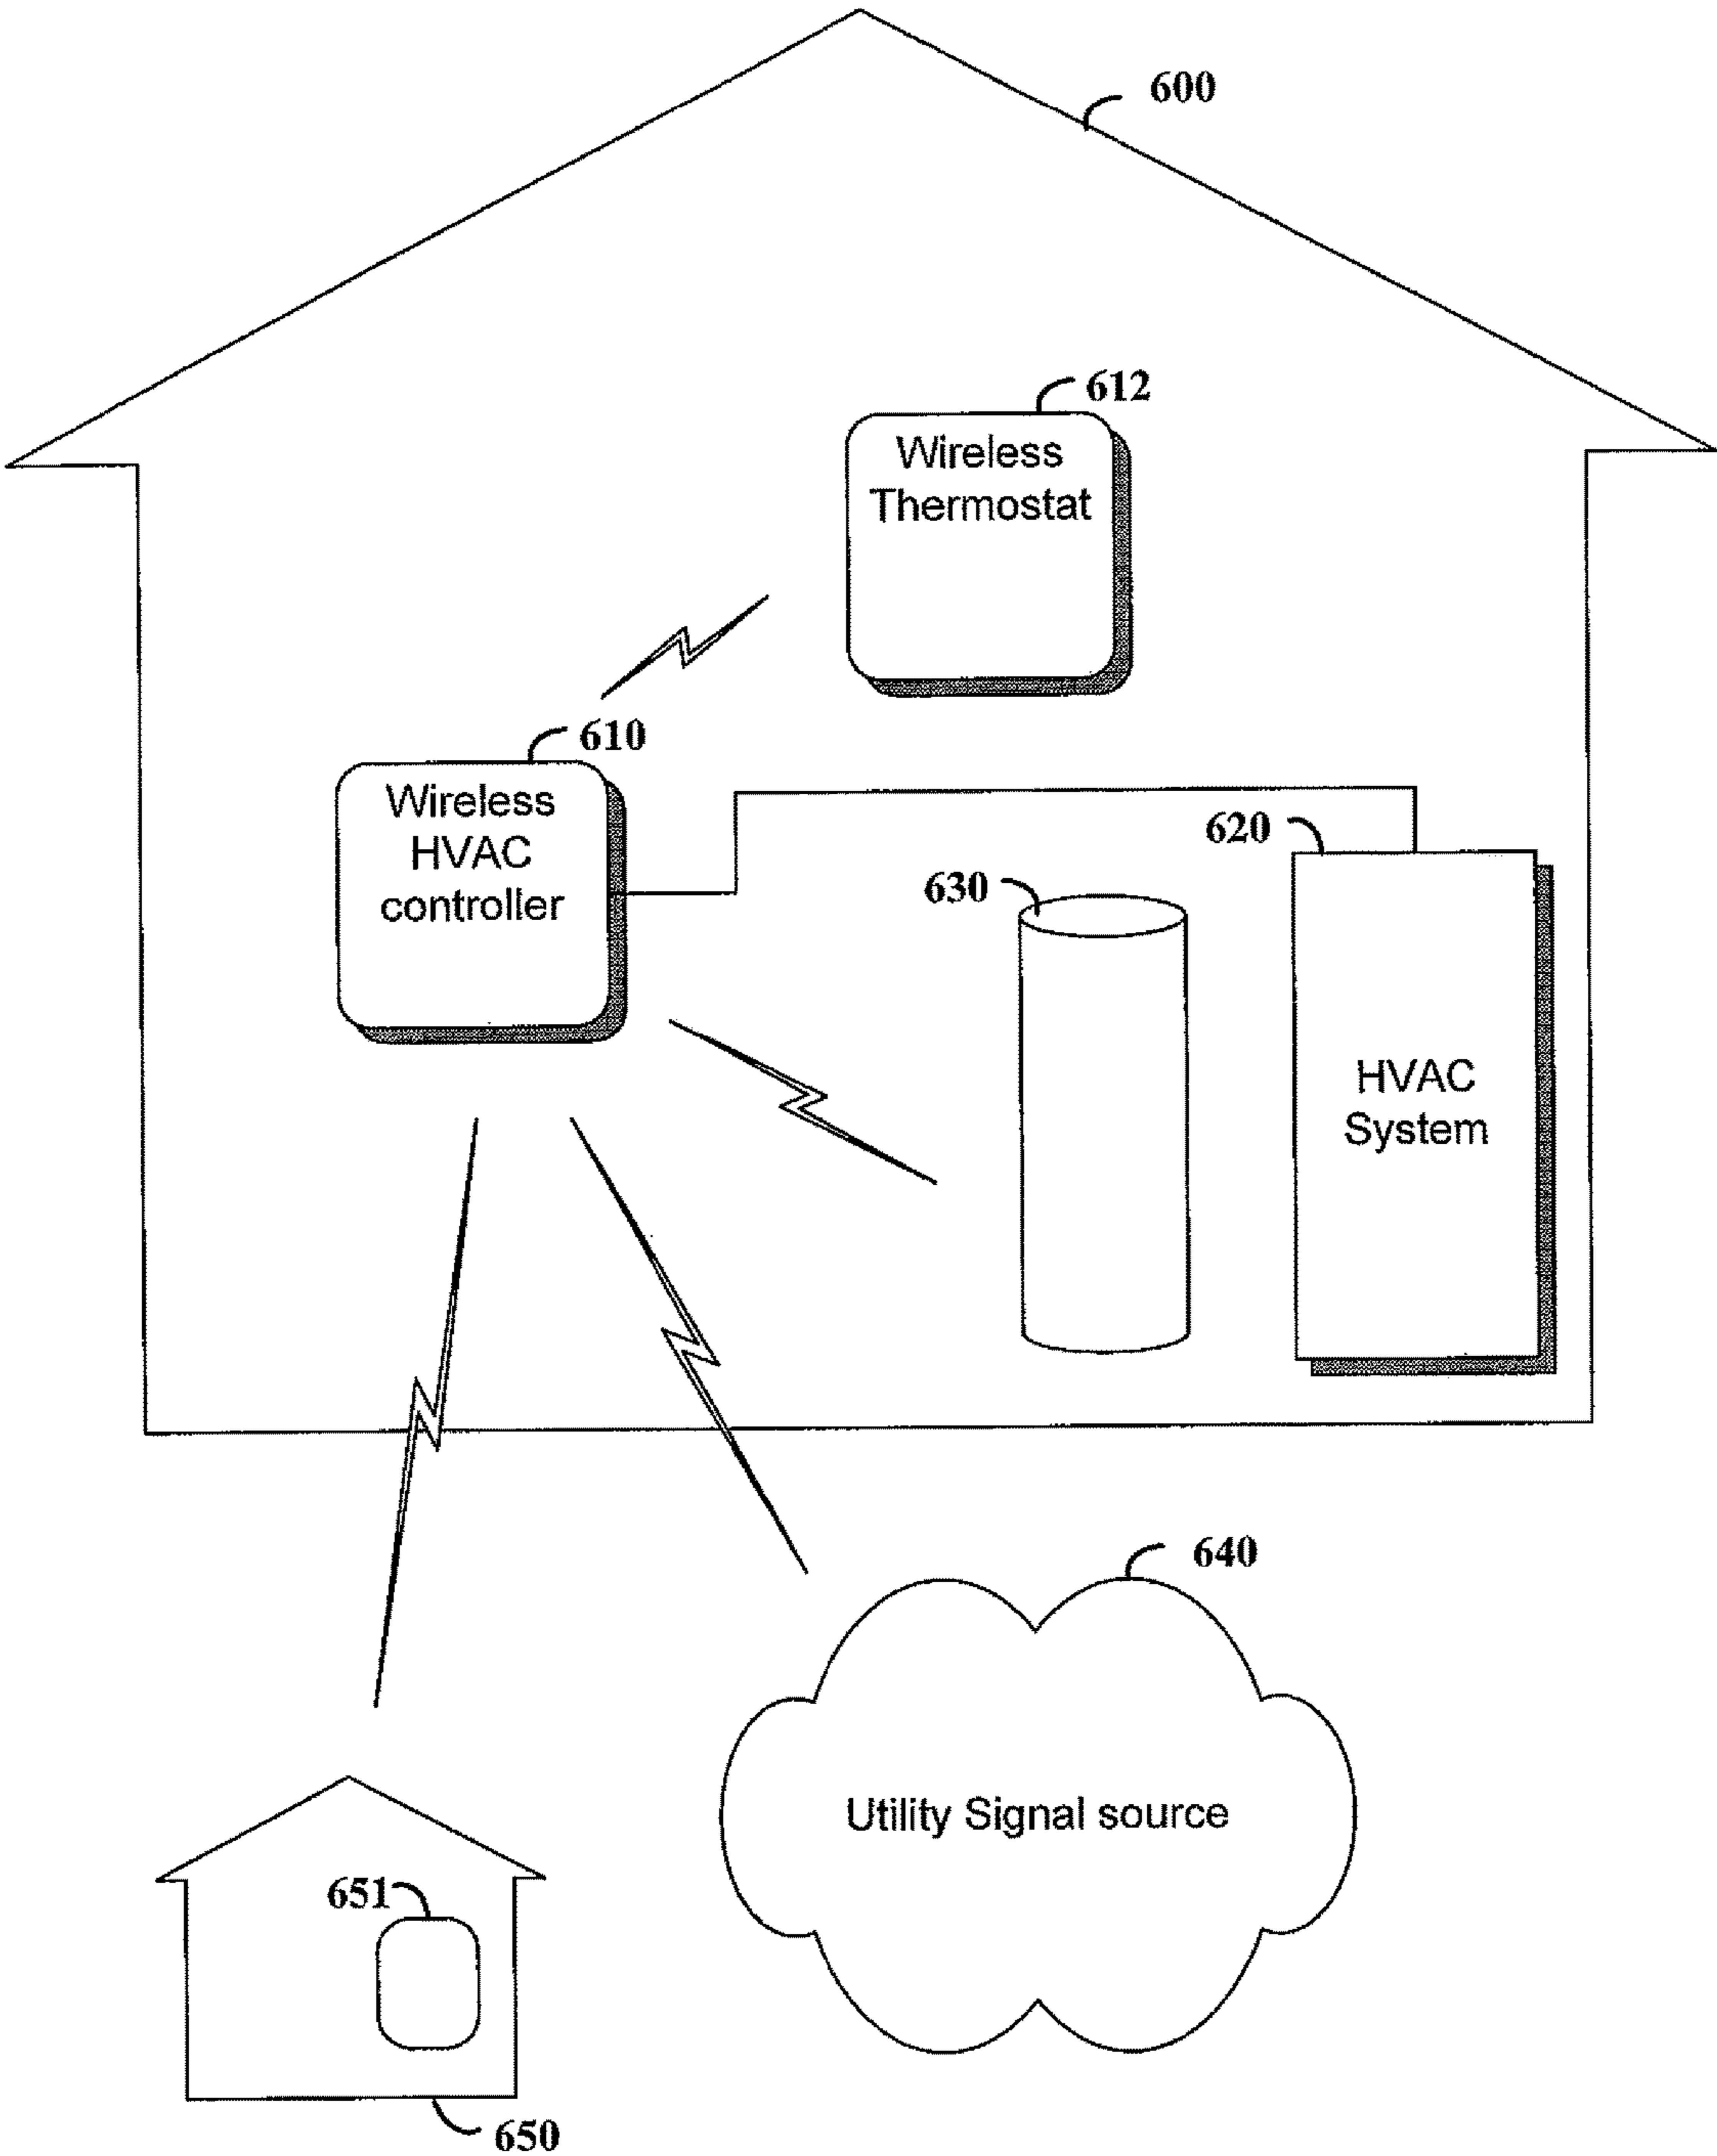 600
612
Wireless
Thermostat
610
Wireless
HVAC
controller
620
630
HVAC
System
640
Utility Signal source
651
650